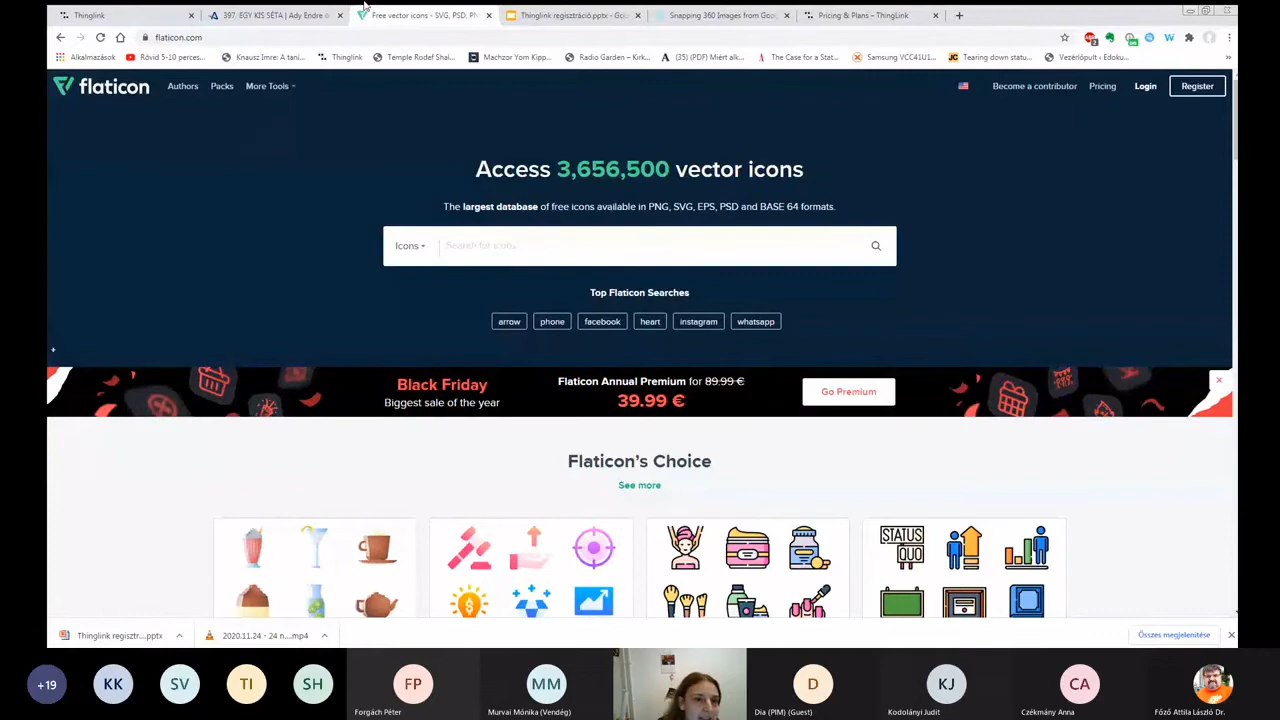 Thinglink
397. EGY KIS SÉTA | Ady Endre o
Free vector icons - SVG, PSD, PN
Thinglink regisztráció.pptx - Go
Snapping 360 Images from Goo
Pricing & Plans – ThingLink
flaticon.com
Alkalmazások
Rövid 5-10 perces...
Knausz Imre: A taní...
Thinglink
Temple Rodef Shal...
Machzor Yom Kipp...
Radio Garden – Kirk...
(35) (PDF) Miért alk...
The Case for a Stat...
Samsung VCC41U1...
Tearing down statu...
Vezérlőpult ‹ Edoku...
»
flaticon
Authors
Packs
More Tools
Become a contributor
Pricing
Login
Register
Access 3,656,500 vector icons
The largest database of free icons available in PNG, SVG, EPS, PSD and BASE 64 formats.
Icons
Search for icons
Top Flaticon Searches
arrow
phone
facebook
heart
instagram
whatsapp
Black Friday
Biggest sale of the year
Flaticon Annual Premium for 89.99 €
39.99 €
Go Premium
Flaticon's Choice
See more
STATUS
QUO
Thinglink regisztr....pptx
2020.11.24 - 24 n....mp4
Összes megjelenítése
+19
KK
SV
TI
SH
FP
Forgách Péter
MM
Murvai Mónika (Vendég)
D
Dia (PIM) (Guest)
KJ
Kodolányi Judit
CA
Czékmány Anna
Főző Attila László Dr.